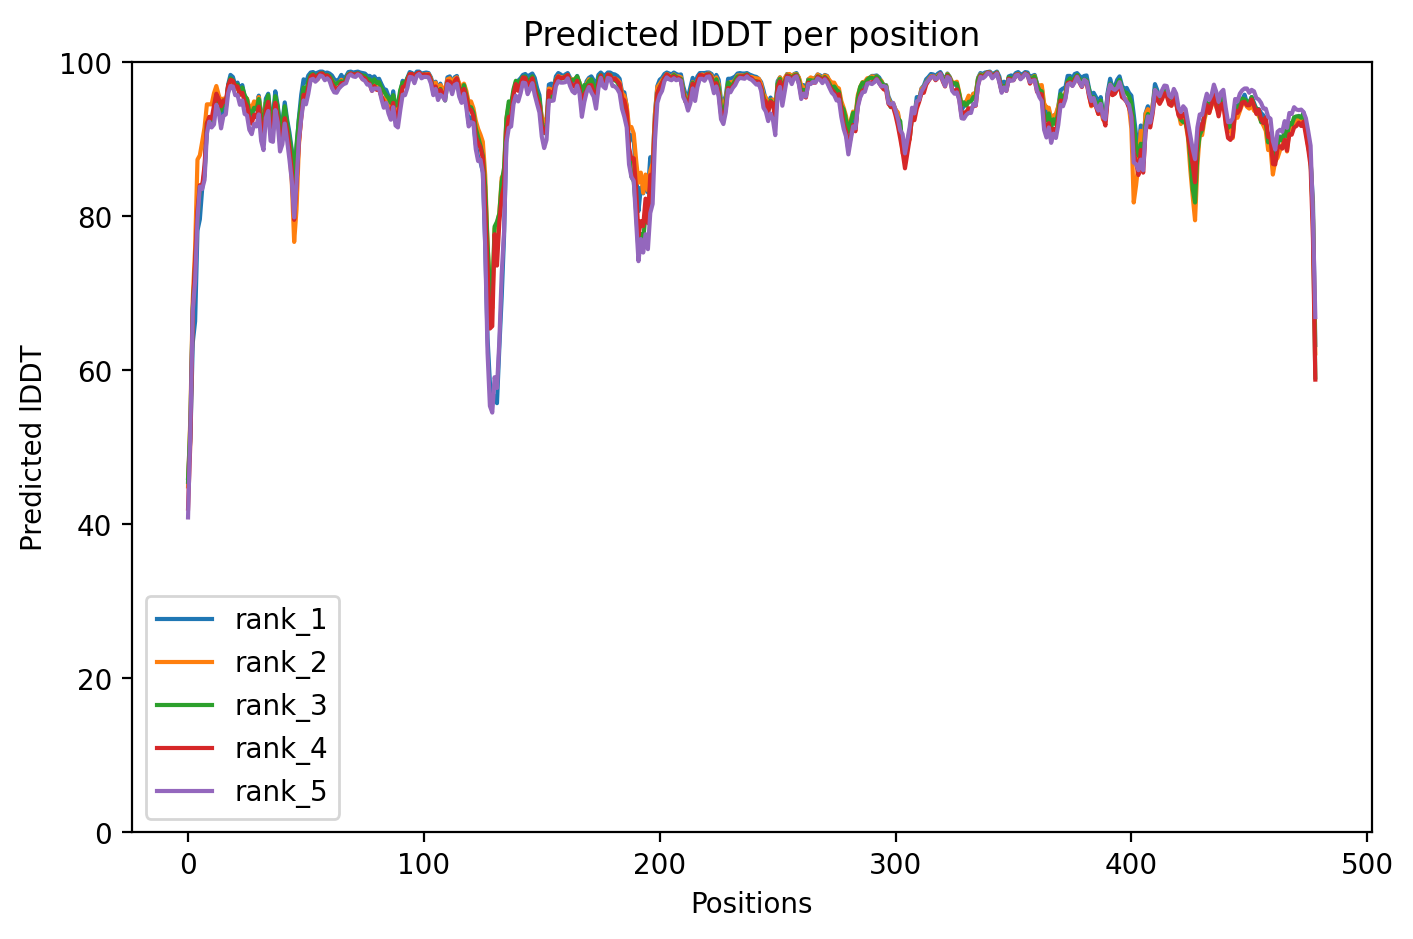 Predicted lDDT per position
100
80
60
40
20
0
Predicted lDDT
rank_1
rank_2
rank_3
rank_4
rank_5
0 100 200 300 400 500
Positions